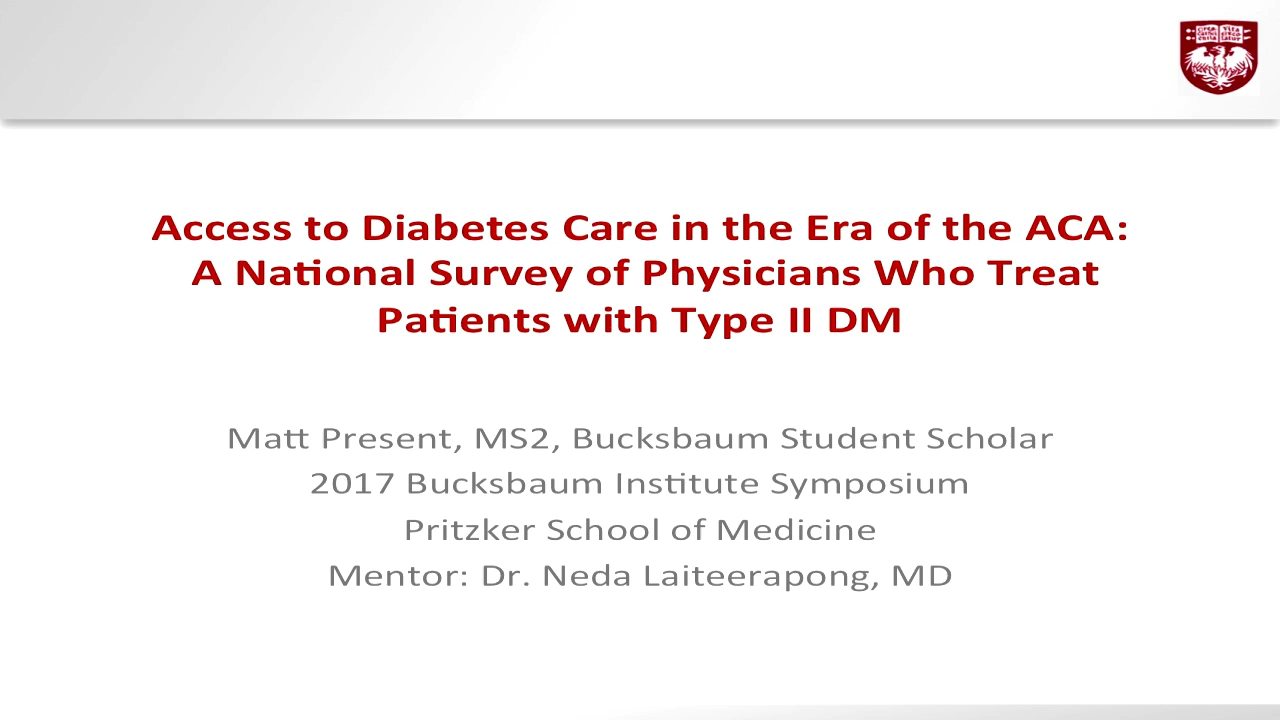 Access to Diabetes Care in the Era of the ACA:
A National Survey of Physicians Who Treat
Patients with Type II DM
Matt Present, MS2, Bucksbaum Student Scholar
2017 Bucksbaum Institute Symposium
Pritzker School of Medicine
Mentor: Dr. Neda Laiteerapong, MD